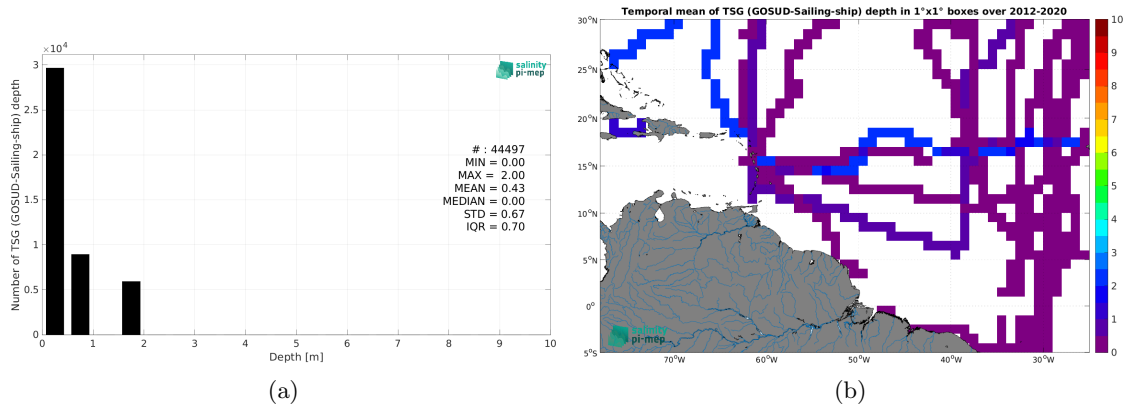 ×10⁴
3
2.5
2
1.5
1
0.5
0
Number of TSG (GOSUD-Sailing-ship) depth
salinity
pi-mep
# : 44497
MIN = 0.00
MAX = 2.00
MEAN = 0.43
MEDIAN = 0.00
STD = 0.67
IQR = 0.70
0 1 2 3 4 5 6 7 8 9 10
Depth [m]
(a)
Temporal mean of TSG (GOSUD-Sailing-ship) depth in 1°x1° boxes over 2012-2020
30°N
25°N
20°N
15°N
10°N
5°N
0°
5°S
salinity
pi-mep
70°W 60°W 50°W 40°W 30°W
10
9
8
7
6
5
4
3
2
1
0
(b)